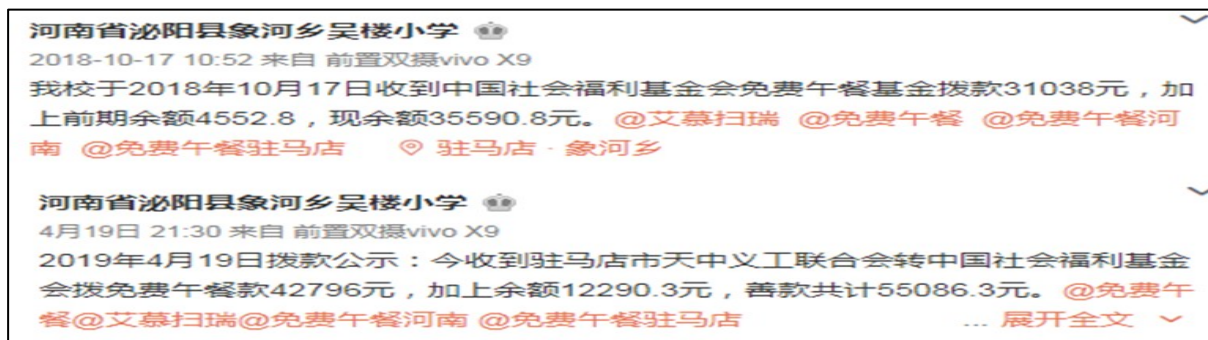 河南省泌阳县象河乡吴楼小学
2018-10-17 10:52 来自 前置双摄vivo X9
我校于2018年10月17日收到中国社会福利基金会免费午餐基金拨款31038元，加
上前期余额4552.8，现余额35590.8元。@艾慕扫瑞 @免费午餐 @免费午餐河
南 @免费午餐驻马店 驻马店 · 象河乡
河南省泌阳县象河乡吴楼小学
4月19日 21:30 来自 前置双摄vivo X9
2019年4月19日拨款公示：今收到驻马店市天中义工联合会转中国社会福利基金
会拨免费午餐款42796元，加上余额12290.3元，善款共计55086.3元。@免费午
餐@艾慕扫瑞@免费午餐河南 @免费午餐驻马店 ... 展开全文